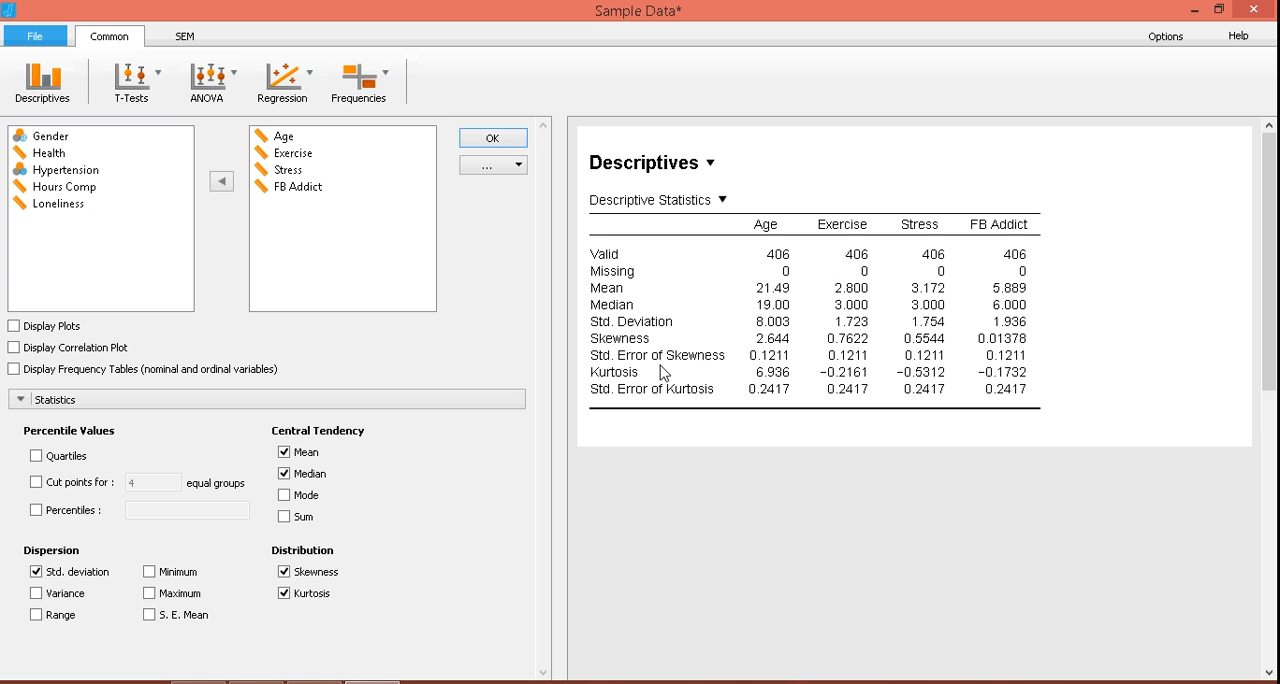 Sample Data*
File Common SEM Options Help
Descriptives T-Tests ANOVA Regression Frequencies
Gender
Health
Hypertension
Hours Comp
Loneliness
Age
Exercise
Stress
FB Addict
OK
...
Display Plots
Display Correlation Plot
Display Frequency Tables (nominal and ordinal variables)
Statistics
Percentile Values
Quartiles
Cut points for : 4 equal groups
Percentiles :
Central Tendency
Mean
Median
Mode
Sum
Dispersion
Std. deviation Minimum
Variance Maximum
Range S. E. Mean
Distribution
Skewness
Kurtosis
Descriptives
Descriptive Statistics
Age Exercise Stress FB Addict
Valid 406 406 406 406
Missing 0 0 0 0
Mean 21.49 2.800 3.172 5.889
Median 19.00 3.000 3.000 6.000
Std. Deviation 8.003 1.723 1.754 1.936
Skewness 2.644 0.7622 0.5544 0.01378
Std. Error of Skewness 0.1211 0.1211 0.1211 0.1211
Kurtosis 6.936 -0.2161 -0.5312 -0.1732
Std. Error of Kurtosis 0.2417 0.2417 0.2417 0.2417